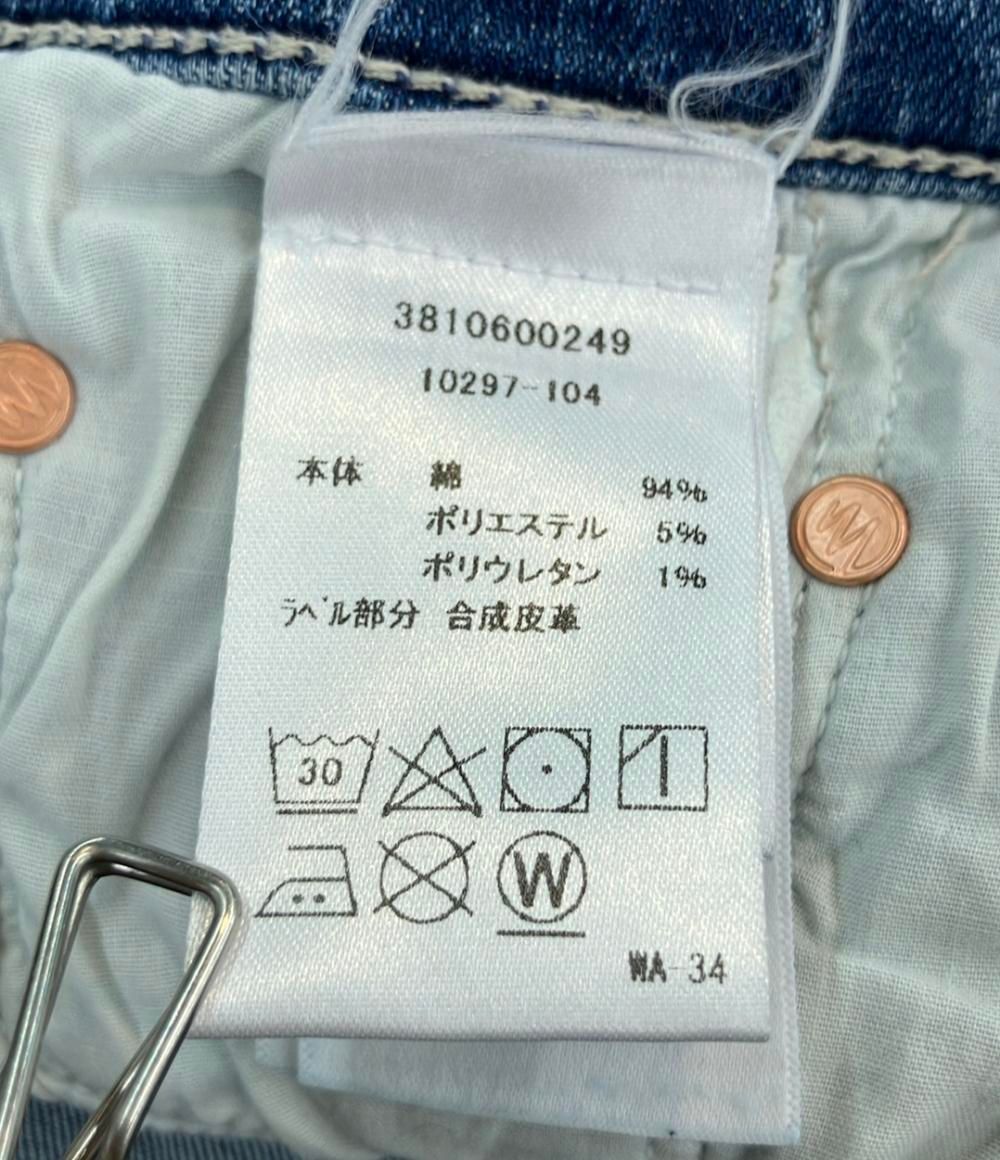 3810600249
10297-104
本体 綿 94%
ポリエステル 5%
ポリウレタン 1%
ラベル部分 合成皮革
30
W
WA-34